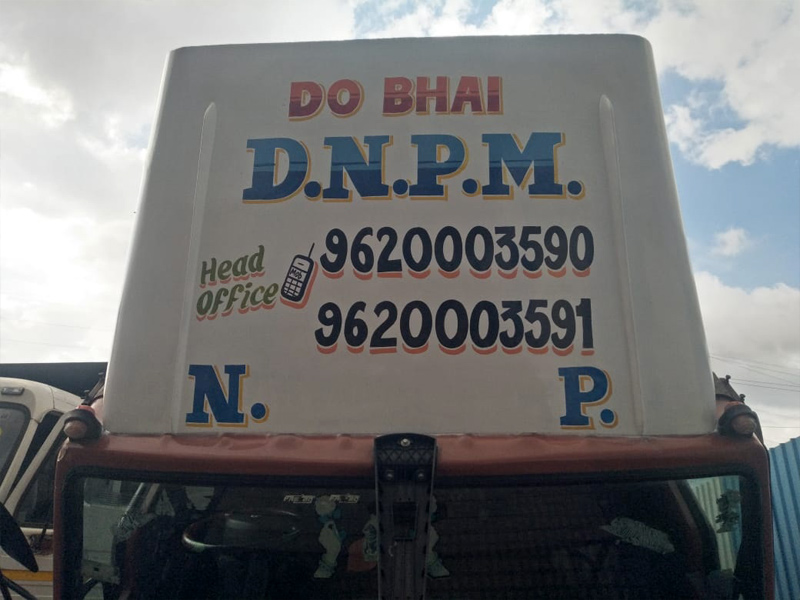 DO BHAI
D.N.P.M.
Head 9620003590
OFFICE
9620003591
N. P.